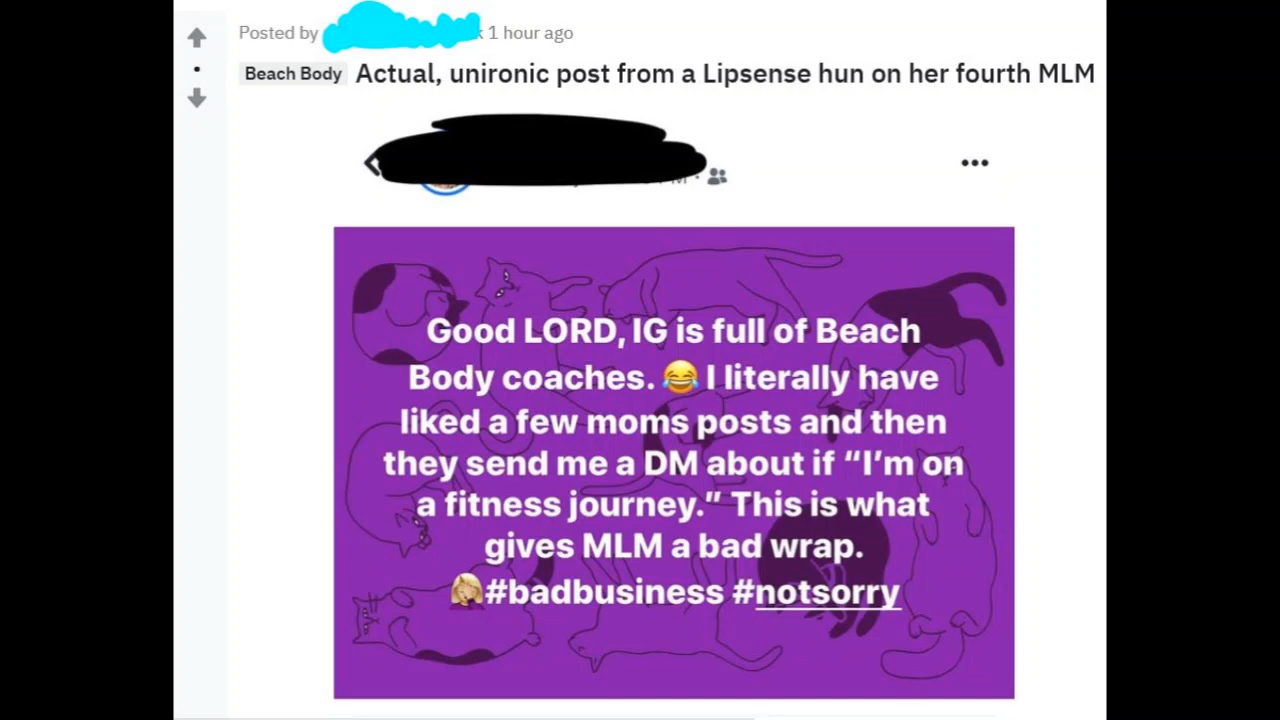 Posted by 1 hour ago
Beach Body Actual, unironic post from a Lipsense hun on her fourth MLM
Good LORD, IG is full of Beach
Body coaches. 😂 I literally have
liked a few moms posts and then
they send me a DM about if “I’m on
a fitness journey.” This is what
gives MLM a bad wrap.
🤦🏼‍♀️#badbusiness #notsorry